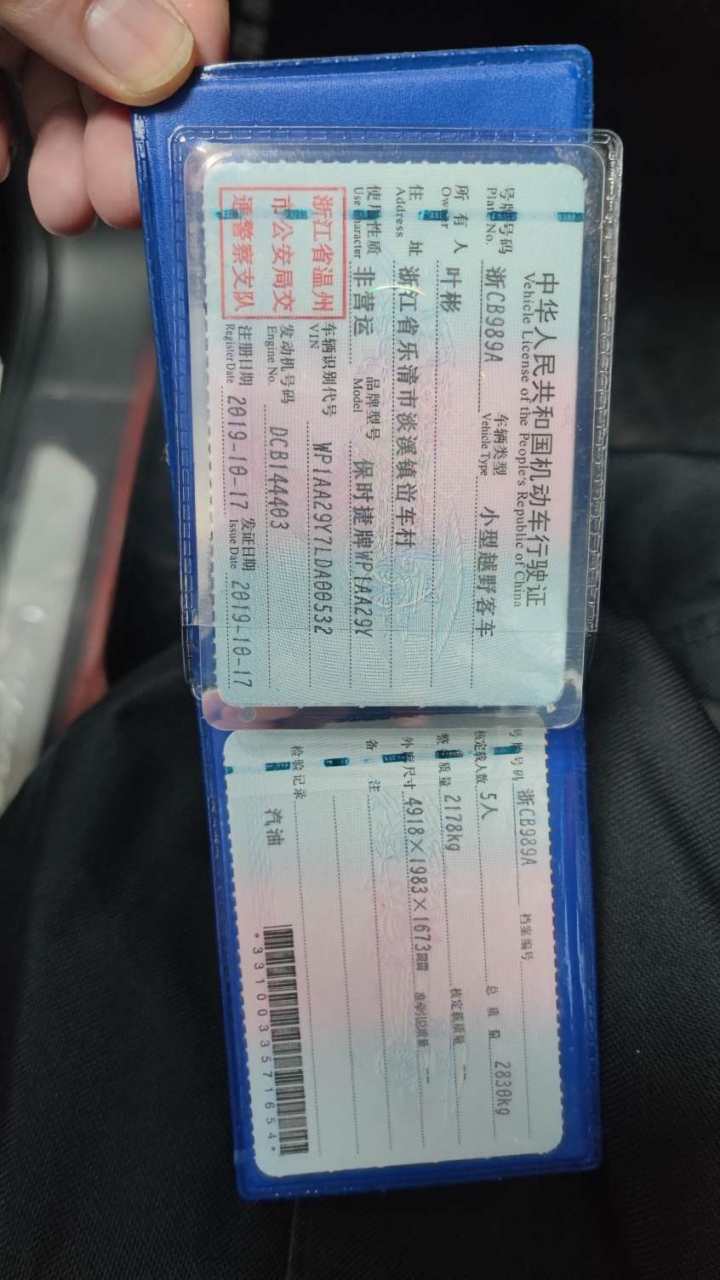 中华人民共和国机动车行驶证
Vehicle License of the People's Republic of China
号牌号码 浙CB989A 车辆类型 小型越野客车
Plate No. Vehicle Type
所有人 叶彬
Owner
住址 浙江省乐清市淡溪镇峃车村
Address
使用性质 非营运 品牌型号 保时捷牌WP1AA29Y
Use Character Model
浙江省温州
市公安局交
通警察支队
车辆识别代号 WP1AA29Y7LDA00532
VIN
发动机号码 DCB144403
Engine No.
注册日期 2019-10-17 发证日期 2019-10-17
Register Date Issue Date
号牌号码 浙CB989A 档案编号
核定载人数 5人 总质量 2830kg
整备质量 2178kg 核定载质量 --
外廓尺寸 4918×1983×1673mm 准牵引总质量 --
备注
检验记录 汽油
*3310033571654*